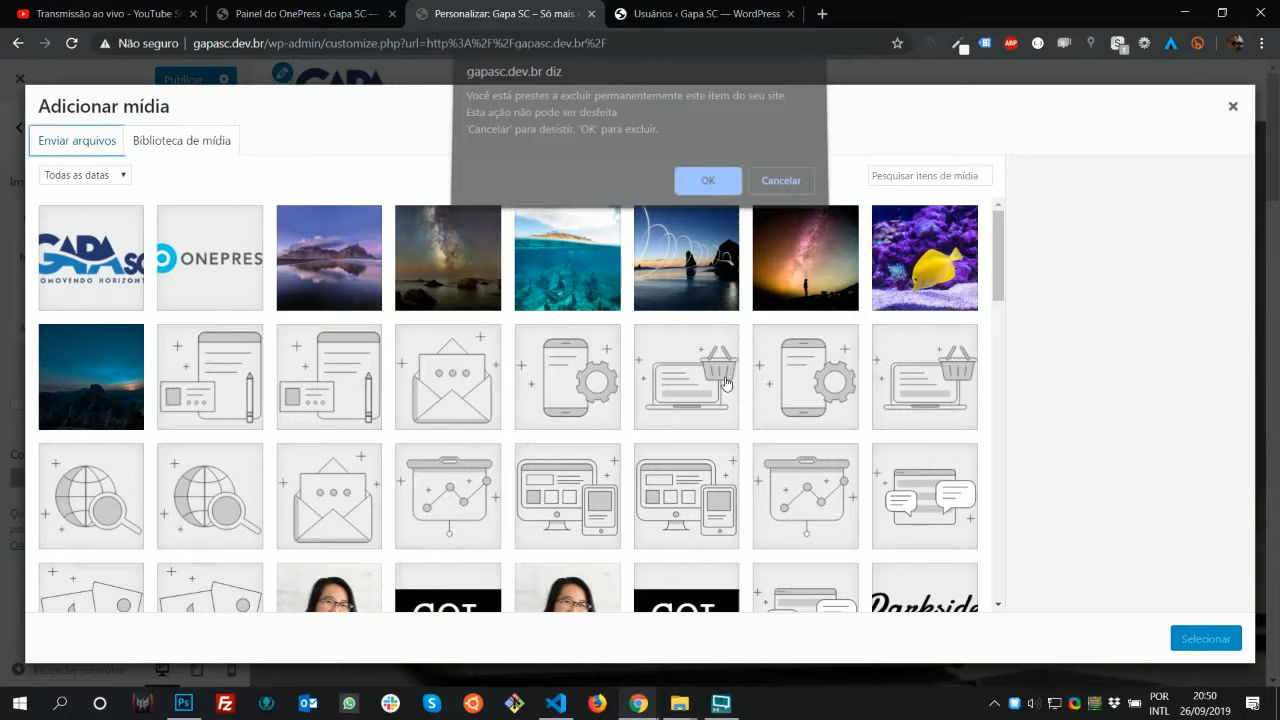 Transmissão ao vivo - YouTube S
Painel do OnePress ‹ Gapa SC —
Personalizar: Gapa SC – Só mais
Usuários ‹ Gapa SC — WordPress
Não seguro
gapasc.dev.br/wp-admin/customize.php?url=http%3A%2F%2Fgapasc.dev.br%2F
gapasc.dev.br diz
Você está prestes a excluir permanentemente este item do seu site.
Esta ação não pode ser desfeita
'Cancelar' para desistir, 'OK' para excluir.
OK
Cancelar
Publicar
Adicionar mídia
Enviar arquivos
Biblioteca de mídia
Todas as datas
Pesquisar itens de mídia
GAPA SC
OMOVENDO HORIZONT
ONEPRES
Darkside
Selecionar
Esconder controles
POR
INTL
20:50
26/09/2019